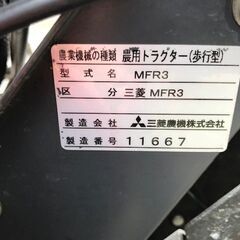 農業機械の種類 農用トラクター(歩行型)
型式名 MFR3
区分 三菱 MFR3
製造会社 三菱農機株式会社
製造番号 11667